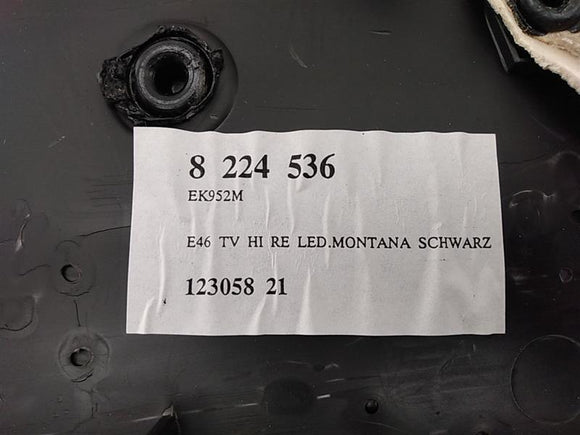 8 224 536
EK952M
E46 TV HI RE LED.MONTANA SCHWARZ
123058 21